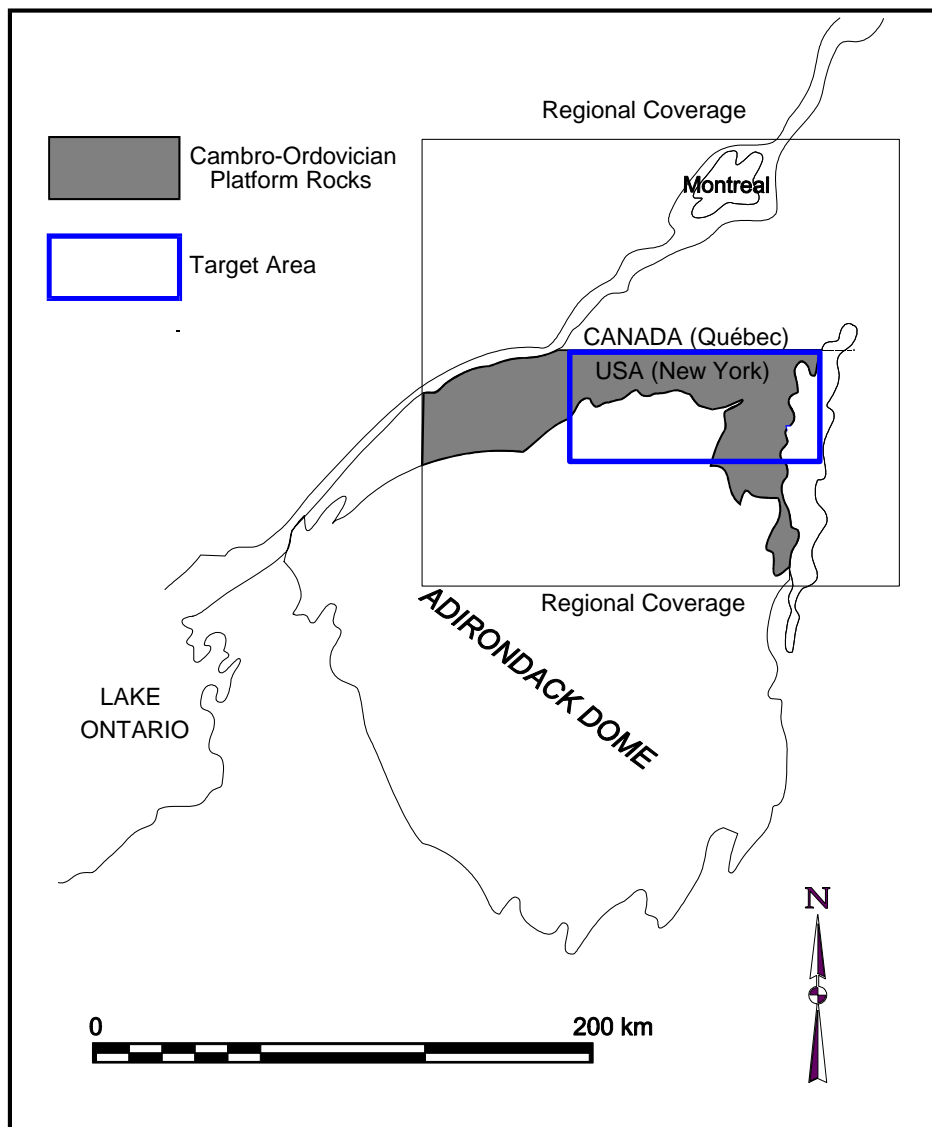 Regional Coverage
Cambro-Ordovician
Platform Rocks
Montreal
Target Area
CANADA (Québec)
USA (New York)
Regional Coverage
ADIRONDACK DOME
LAKE
ONTARIO
N
0 200 km